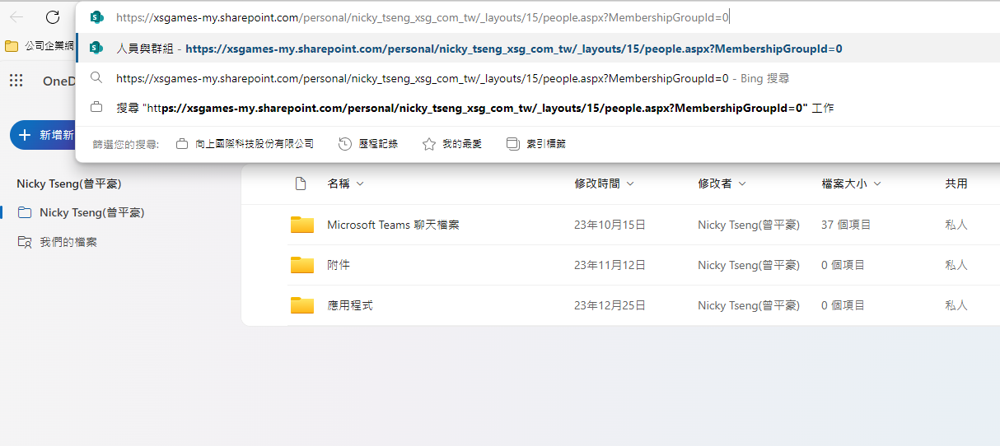 https://xsgames-my.sharepoint.com/personal/nicky_tseng_xsg_com_tw/_layouts/15/people.aspx?MembershipGroupId=0
公司企業網
人員與群組 - https://xsgames-my.sharepoint.com/personal/nicky_tseng_xsg_com_tw/_layouts/15/people.aspx?MembershipGroupId=0
https://xsgames-my.sharepoint.com/personal/nicky_tseng_xsg_com_tw/_layouts/15/people.aspx?MembershipGroupId=0 - Bing 搜尋
OneD
搜尋 "https://xsgames-my.sharepoint.com/personal/nicky_tseng_xsg_com_tw/_layouts/15/people.aspx?MembershipGroupId=0" 工作
新增新
篩選您的搜尋: 向上國際科技股份有限公司 歷程記錄 我的最愛 索引標籤
Nicky Tseng(曾平豪)
Nicky Tseng(曾平豪)
我們的檔案
名稱 修改時間 修改者 檔案大小 共用
Microsoft Teams 聊天檔案 23年10月15日 Nicky Tseng(曾平豪) 37 個項目 私人
附件 23年11月12日 Nicky Tseng(曾平豪) 0 個項目 私人
應用程式 23年12月25日 Nicky Tseng(曾平豪) 0 個項目 私人